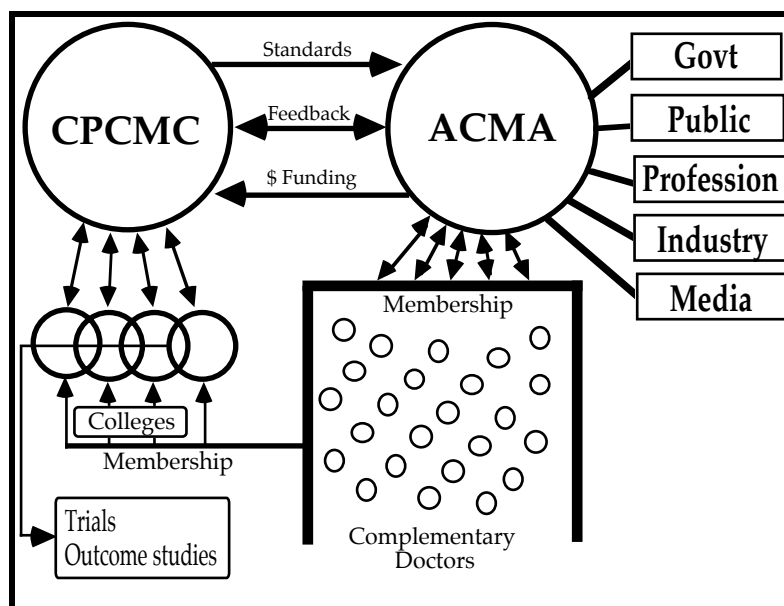 Standards
Govt
CPCMC
Feedback
ACMA
Public
$ Funding
Profession
Industry
Membership
Media
Colleges
Membership
Trials
Outcome studies
Complementary
Doctors